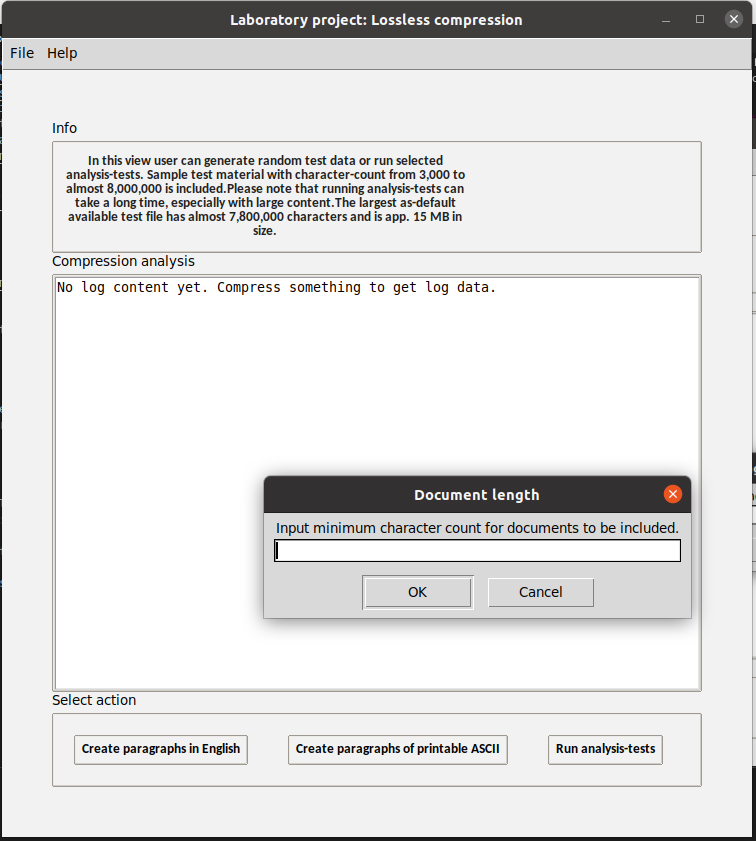 Laboratory project: Lossless compression
File Help
Info
In this view user can generate random test data or run selected
analysis-tests. Sample test material with character-count from 3,000 to
almost 8,000,000 is included.Please note that running analysis-tests can
take a long time, especially with large content.The largest as-default
available test file has almost 7,800,000 characters and is app. 15 MB in
size.
Compression analysis
No log content yet. Compress something to get log data.
Document length
Input minimum character count for documents to be included.
OK Cancel
Select action
Create paragraphs in English Create paragraphs of printable ASCII Run analysis-tests